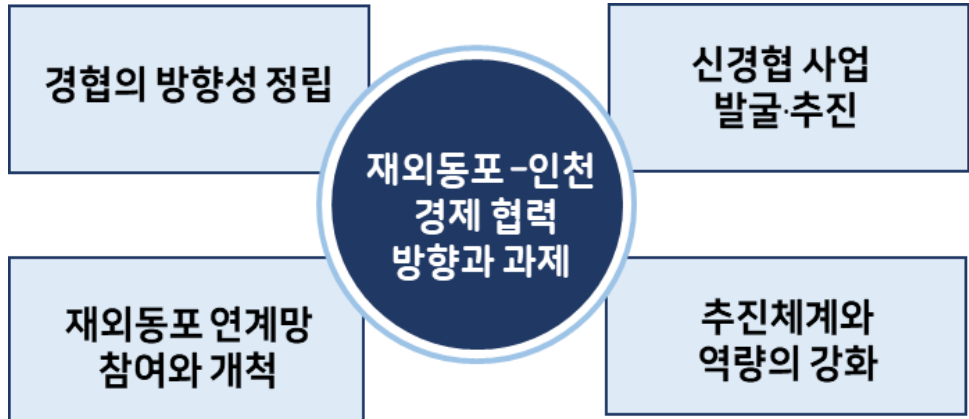 경협의 방향성 정립
신경협 사업
발굴·추진
재외동포 -인천
경제 협력
방향과 과제
재외동포 연계망
참여와 개척
추진체계와
역량의 강화